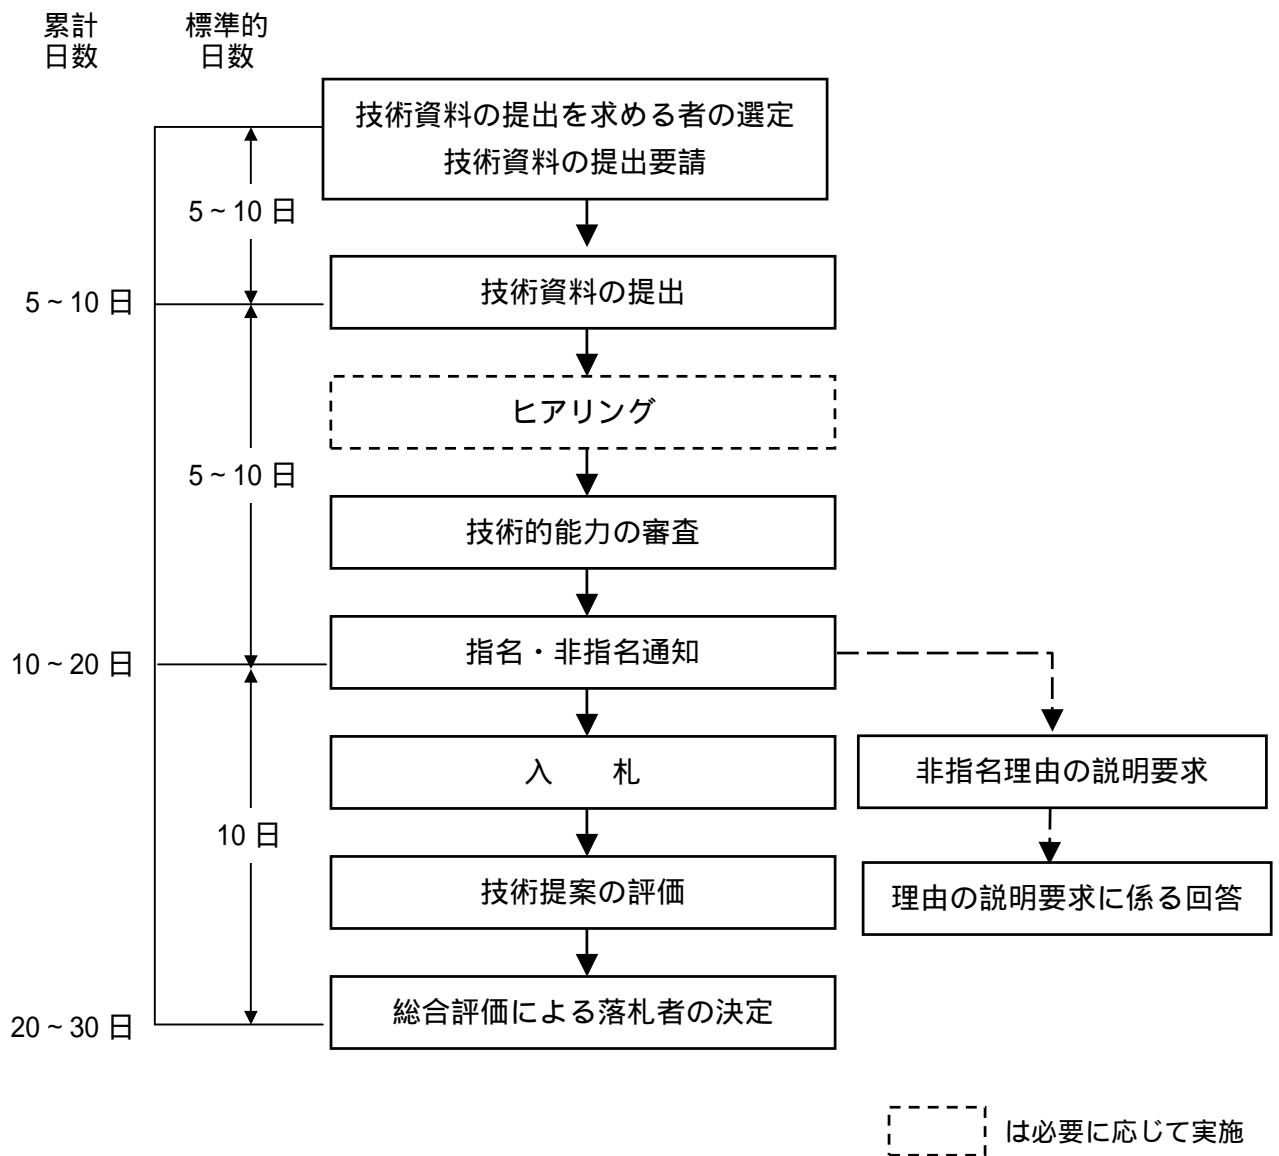 累計
日数
標準的
日数
技術資料の提出を求める者の選定
技術資料の提出要請
5~10 日
5~10 日
技術資料の提出
ヒアリング
5~10 日
技術的能力の審査
10~20 日
指名・非指名通知
入 札
非指名理由の説明要求
10 日
技術提案の評価
理由の説明要求に係る回答
20~30 日
総合評価による落札者の決定
は必要に応じて実施